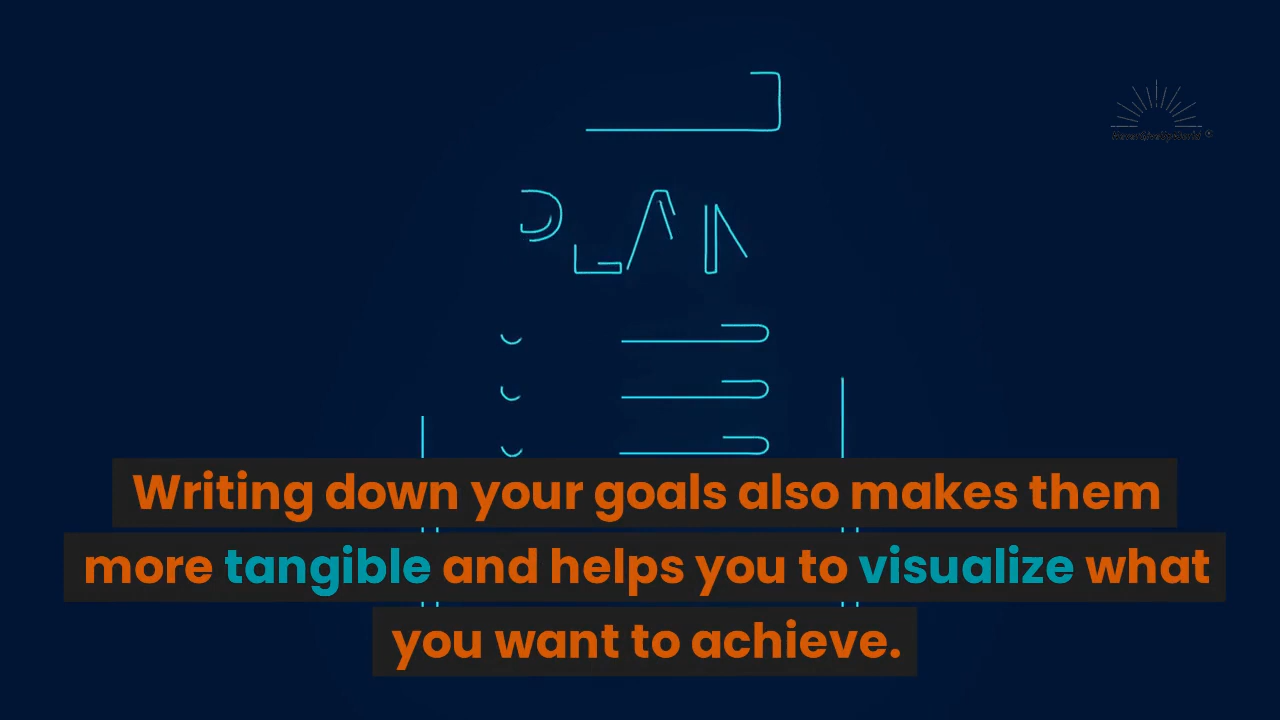 PLAN
Writing down your goals also makes them
more tangible and helps you to visualize what
you want to achieve.